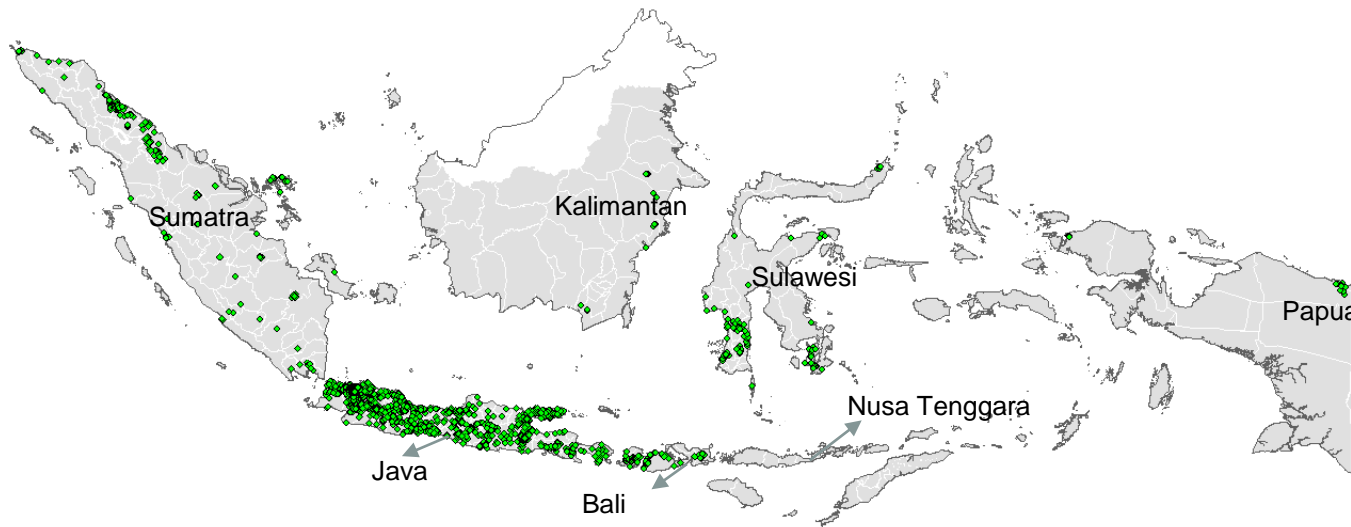 Sumatra
Kalimantan
Sulawesi
Papua
Nusa Tenggara
Java
Bali